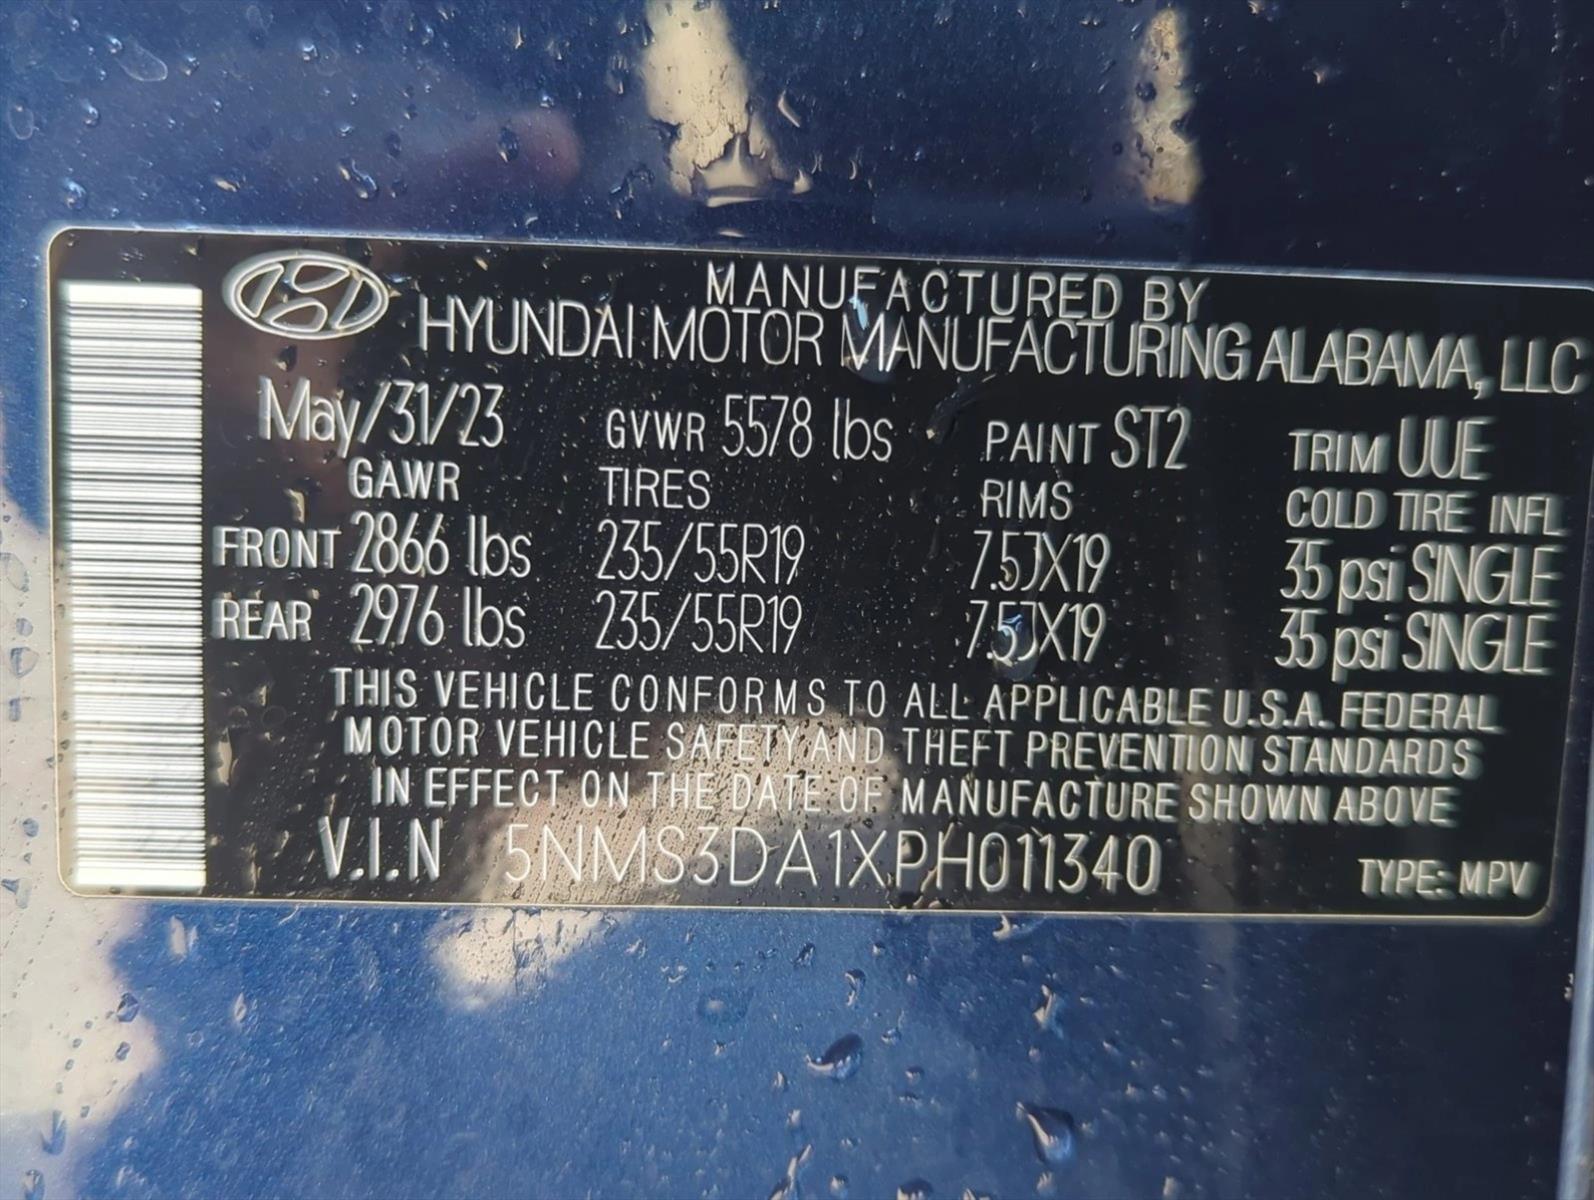 MANUFACTURED BY
HYUNDAI MOTOR MANUFACTURING ALABAMA, LLC
May/31/23 GVWR 5578 lbs PAINT ST2 TRIM UUE
GAWR TIRES RIMS COLD TIRE INFL
FRONT 2866 lbs 235/55R19 7.5JX19 35 psi SINGLE
REAR 2976 lbs 235/55R19 7.5JX19 35 psi SINGLE
THIS VEHICLE CONFORMS TO ALL APPLICABLE U.S.A. FEDERAL
MOTOR VEHICLE SAFETY AND THEFT PREVENTION STANDARDS
IN EFFECT ON THE DATE OF MANUFACTURE SHOWN ABOVE
V.I.N 5NMS3DA1XPH011340 TYPE: MPV